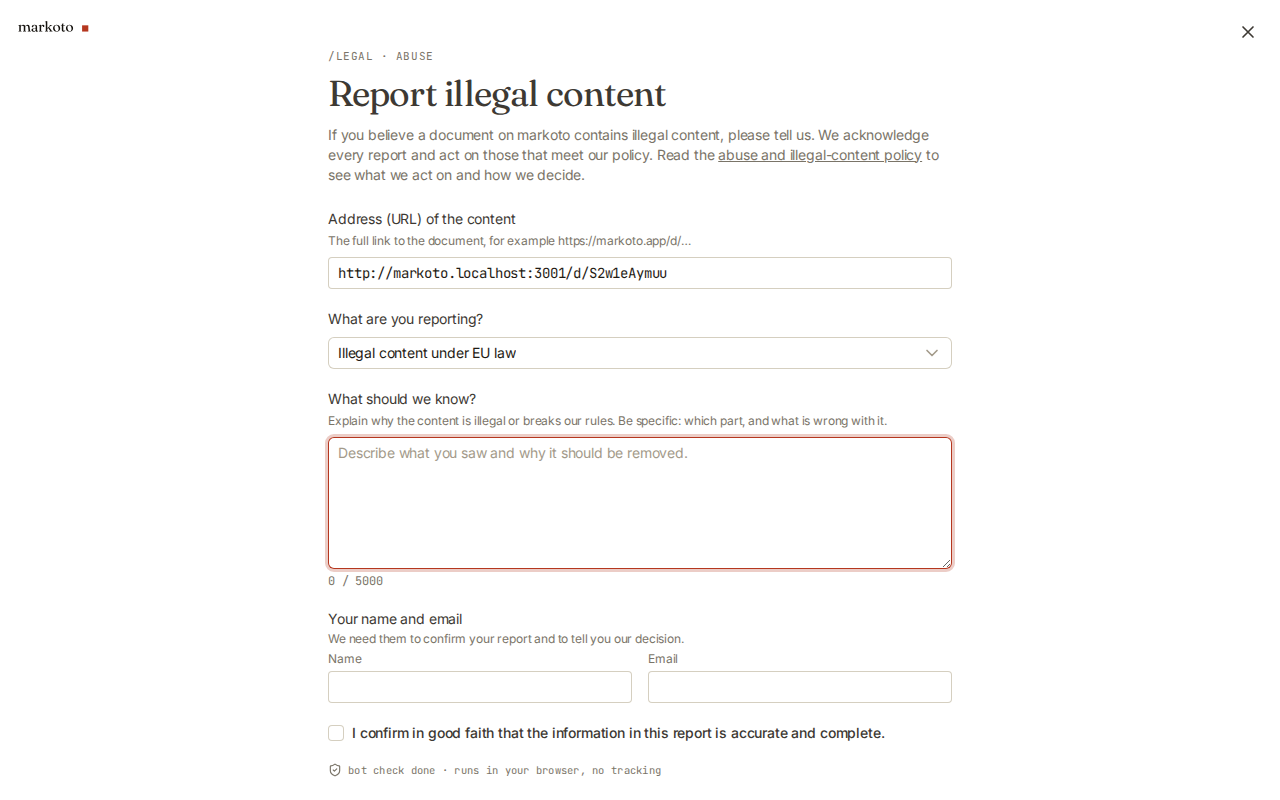 markoto
/LEGAL · ABUSE
Report illegal content
If you believe a document on markoto contains illegal content, please tell us. We acknowledge
every report and act on those that meet our policy. Read the abuse and illegal-content policy to
see what we act on and how we decide.
Address (URL) of the content
The full link to the document, for example https://markoto.app/d/…
http://markoto.localhost:3001/d/S2w1eAymuu
What are you reporting?
Illegal content under EU law
What should we know?
Explain why the content is illegal or breaks our rules. Be specific: which part, and what is wrong with it.
Describe what you saw and why it should be removed.
0 / 5000
Your name and email
We need them to confirm your report and to tell you our decision.
Name Email
I confirm in good faith that the information in this report is accurate and complete.
bot check done · runs in your browser, no tracking